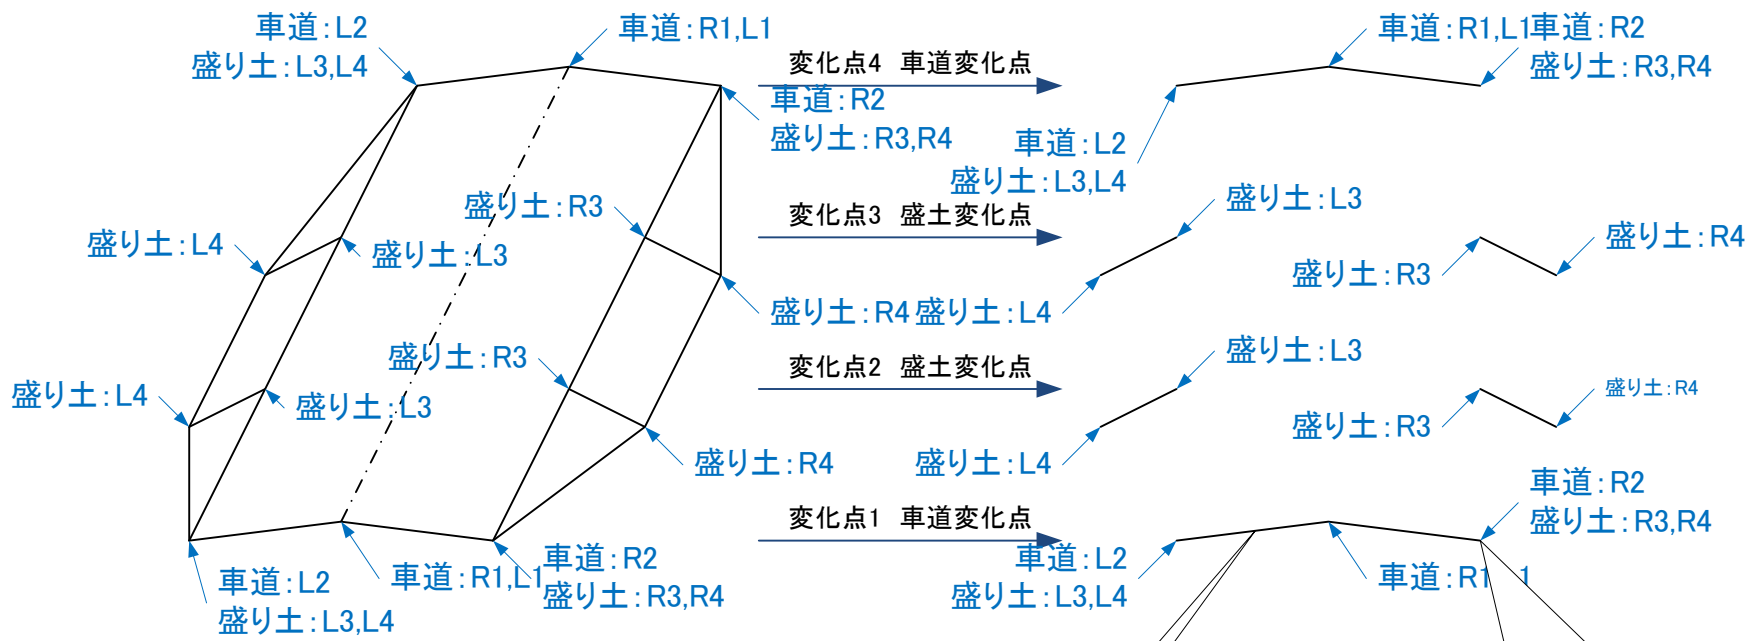 車道：L2
盛り土：L3,L4
車道：R1,L1
変化点4 車道変化点
車道：R1,L1
車道：R2
盛り土：R3,R4
車道：R2
盛り土：R3,R4
車道：L2
盛り土：L3,L4
盛り土：R3
盛り土：L4
盛り土：L3
変化点3 盛土変化点
盛り土：L3
盛り土：R4
盛り土：R3
盛り土：R4
盛り土：L4
盛り土：R3
変化点2 盛土変化点
盛り土：L3
盛り土：L4
盛り土：L3
盛り土：R4
盛り土：R3
盛り土：R4
盛り土：L4
変化点1 車道変化点
車道：R2
盛り土：R3,R4
車道：L2
盛り土：L3,L4
車道：R1,L1
車道：R2
盛り土：R3,R4
車道：L2
盛り土：L3,L4
車道：R1